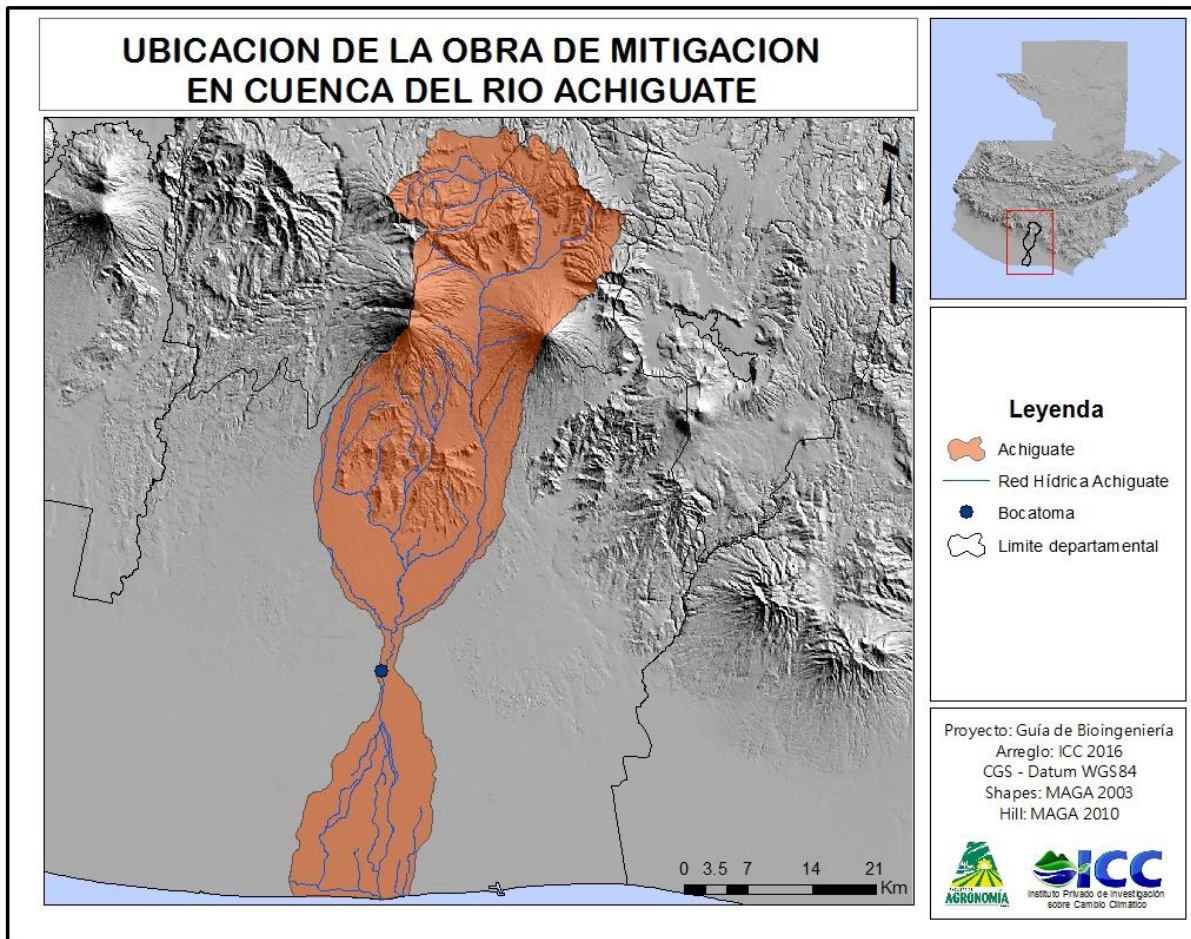 UBICACION DE LA OBRA DE MITIGACION
EN CUENCA DEL RIO ACHIGUATE
N
0 3.5 7 14 21
Km
Leyenda
Achiguate
Red Hídrica Achiguate
Bocatoma
Limite departamental
Proyecto: Guía de Bioingeniería
Arreglo: ICC 2016
CGS - Datum WGS84
Shapes: MAGA 2003
Hill: MAGA 2010
AGRONOMÍA
ICC
Instituto Privado de Investigación
sobre Cambio Climático